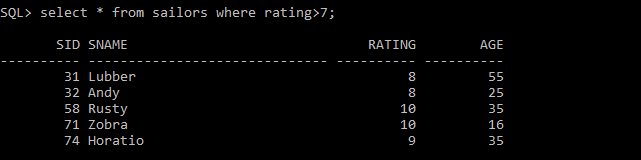 SQL> select * from sailors where rating>7;
SID SNAME RATING AGE
---------- ------------------------------ ---------- ----------
31 Lubber 8 55
32 Andy 8 25
58 Rusty 10 35
71 Zobra 10 16
74 Horatio 9 35